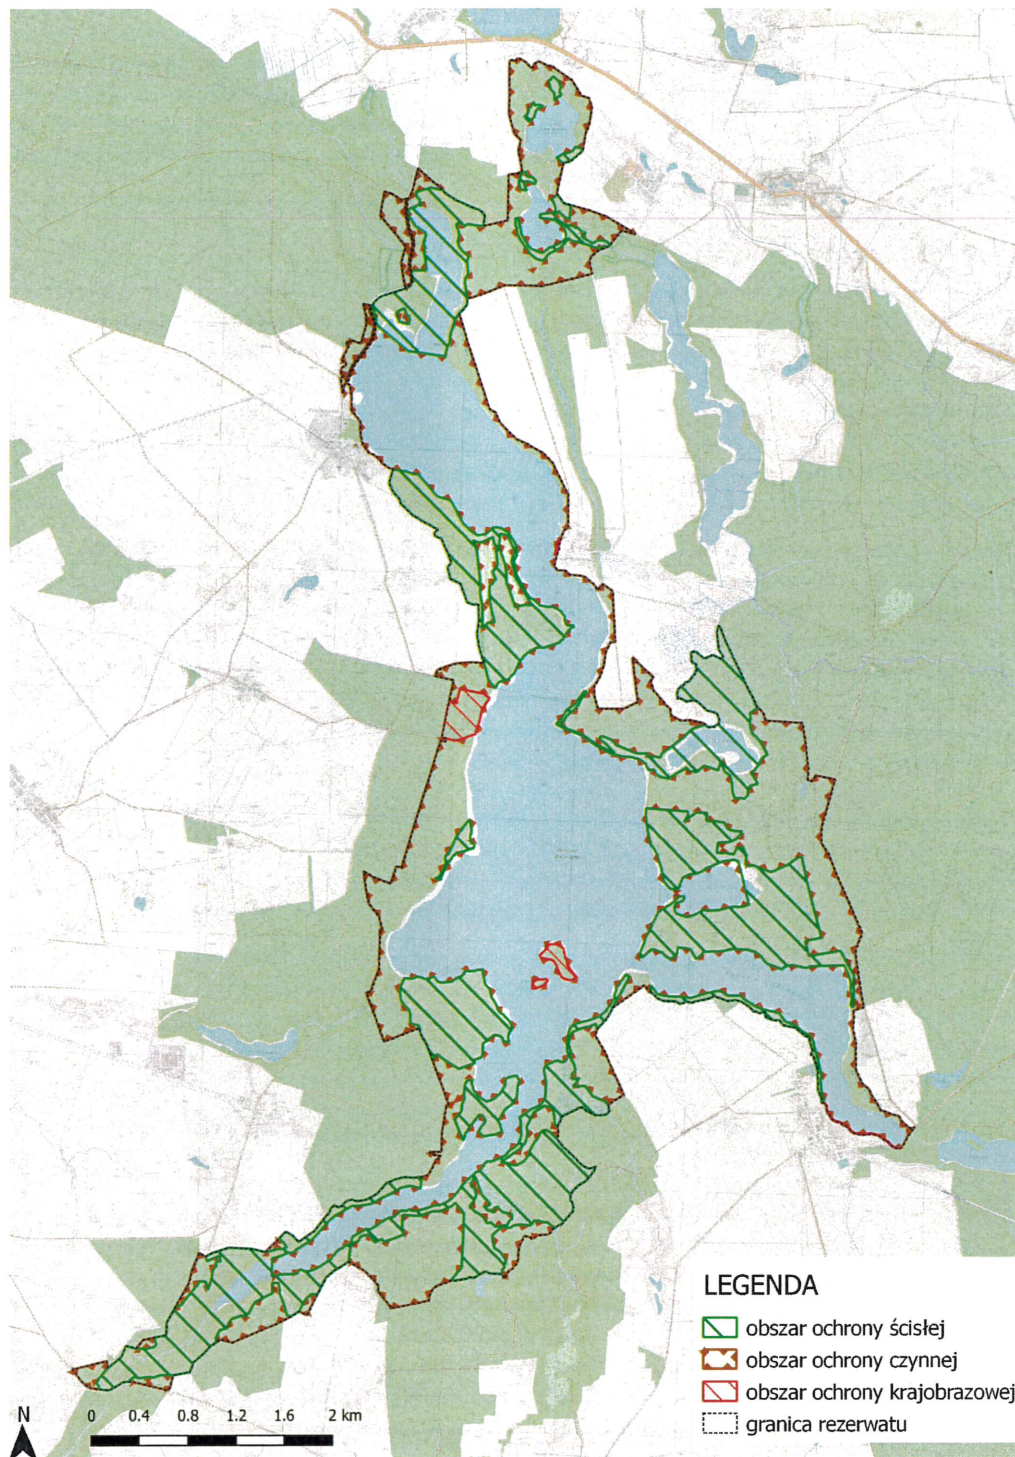 LEGENDA
obszar ochrony ścisłej
obszar ochrony czynnej
obszar ochrony krajobrazowej
granica rezerwatu
N
0 0.4 0.8 1.2 1.6 2 km